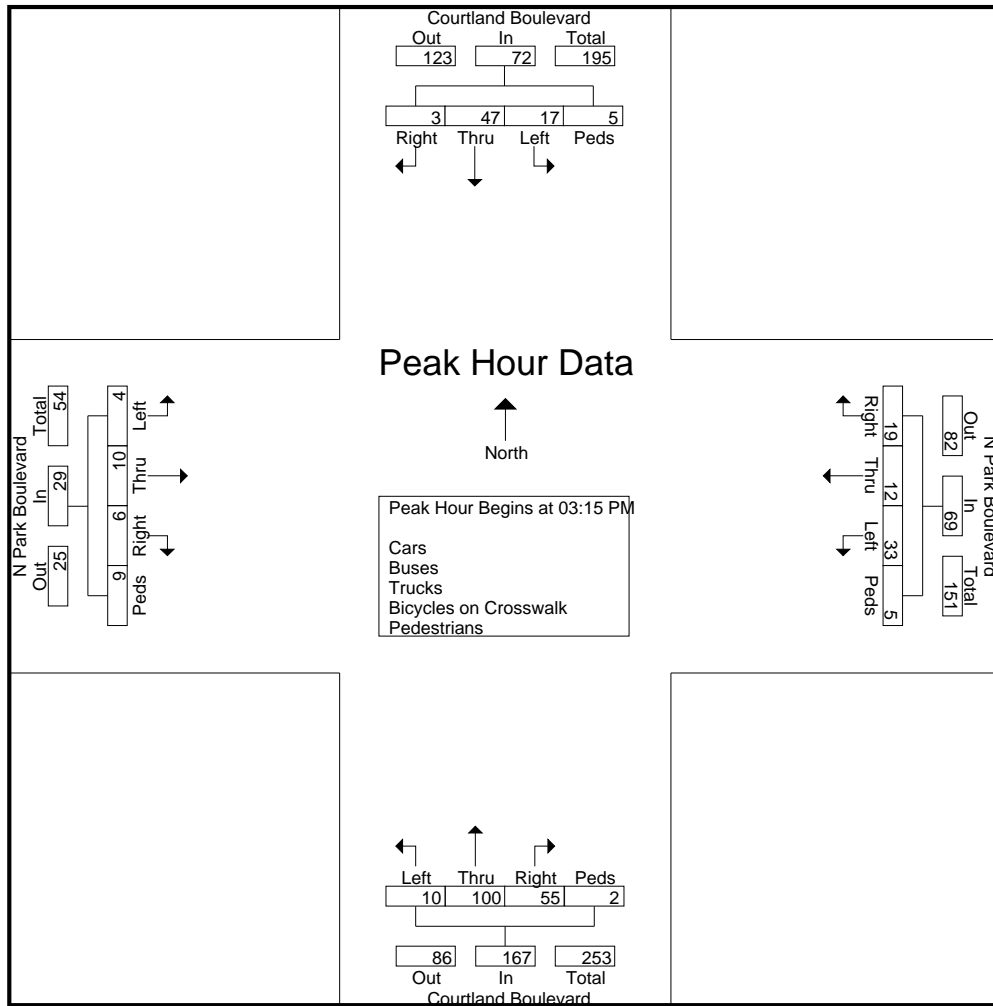 Courtland Boulevard
Out In Total
123 72 195
3 47 17 5
Right Thru Left Peds
Peak Hour Data
North
Peak Hour Begins at 03:15 PM
Cars
Buses
Trucks
Bicycles on Crosswalk
Pedestrians
N Park Boulevard
Out In Total
25 29 54
4 10 6 9
Left Thru Right Peds
N Park Boulevard
Out In Total
82 69 151
19 12 33 5
Right Thru Left Peds
Left Thru Right Peds
10 100 55 2
86 167 253
Out In Total
Courtland Boulevard